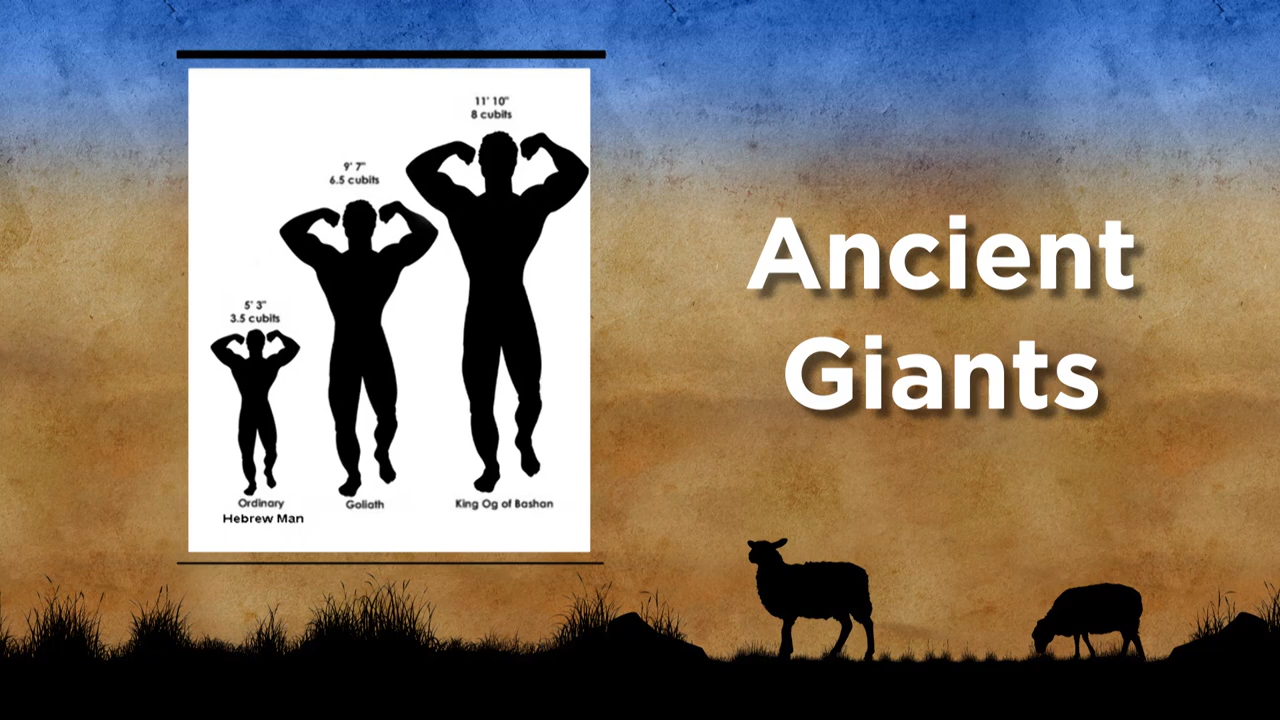 11' 10"
8 cubits
9' 7"
6.5 cubits
5' 3"
3.5 cubits
Ordinary
Hebrew Man
Goliath
King Og of Bashan
Ancient
Giants